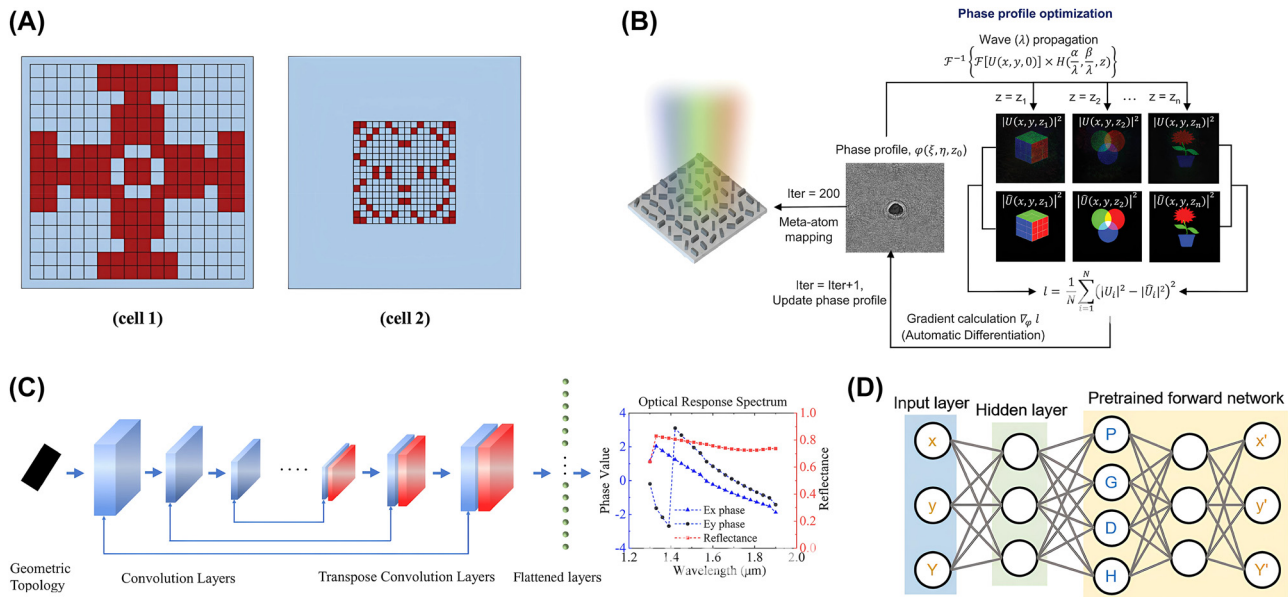 (A)
(cell 1)
(cell 2)
(B)
Phase profile optimization
Wave (λ) propagation
ℱ⁻¹{ℱ[U(x, y, 0)] × H(α/λ, β/λ, z)}
z = z₁ z = z₂ … z = zₙ
|U(x, y, z₁)|² |U(x, y, z₂)|² |U(x, y, zₙ)|²
Phase profile, φ(ξ, η, z₀)
Iter = 200
Meta-atom
mapping
|Û(x, y, z₁)|² |Û(x, y, z₂)|² |Û(x, y, zₙ)|²
Iter = Iter+1,
Update phase profile
l = 1/N ∑ᵢ₌₁ᴺ (|Uᵢ|² − |Ûᵢ|²)²
Gradient calculation ∇φ l
(Automatic Differentiation)
(C)
Geometric
Topology
Convolution Layers
Transpose Convolution Layers
Flattened layers
Optical Response Spectrum
Phase Value
4
2
0
-2
-4
Ex phase
Ey phase
Reflectance
1.2 1.4 1.6 1.8 2.0
Wavelength (μm)
1.0
0.8
0.6
0.4
0.2
0.0
Reflectance
(D)
Input layer
Hidden layer
Pretrained forward network
x P x'
G
y y'
D
Y H Y'